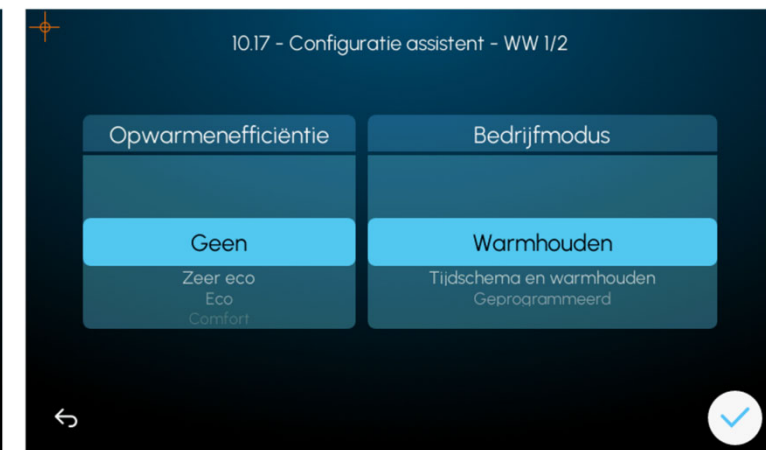 10.17 - Configuratie assistent - WW 1/2
Opwarmenefficiëntie
Geen
Zeer eco
Eco
Comfort
Bedrijfmodus
Warmhouden
Tijdschema en warmhouden
Geprogrammeerd